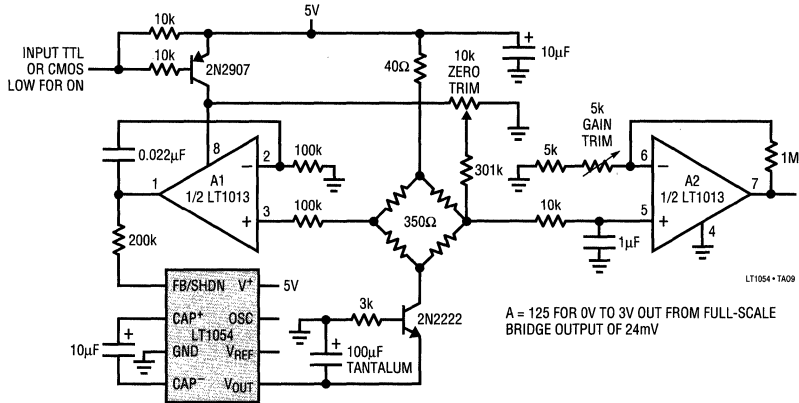 5V
10k
INPUT TTL
OR CMOS
LOW FOR ON
10k
2N2907
40Ω
10k
ZERO
TRIM
+
10µF
5k
GAIN
TRIM
0.022µF
8
2
−
100k
1
A1
1/2 LT1013
+
3
100k
301k
350Ω
5k
6
−
A2
1/2 LT1013
7
1M
10k
5
+
4
1µF
200k
LT1054 • TA09
FB/SHDN
V+
5V
CAP+
OSC
LT1054
GND
VREF
CAP−
VOUT
+
10µF
3k
2N2222
+
100µF
TANTALUM
A = 125 FOR 0V TO 3V OUT FROM FULL-SCALE
BRIDGE OUTPUT OF 24mV